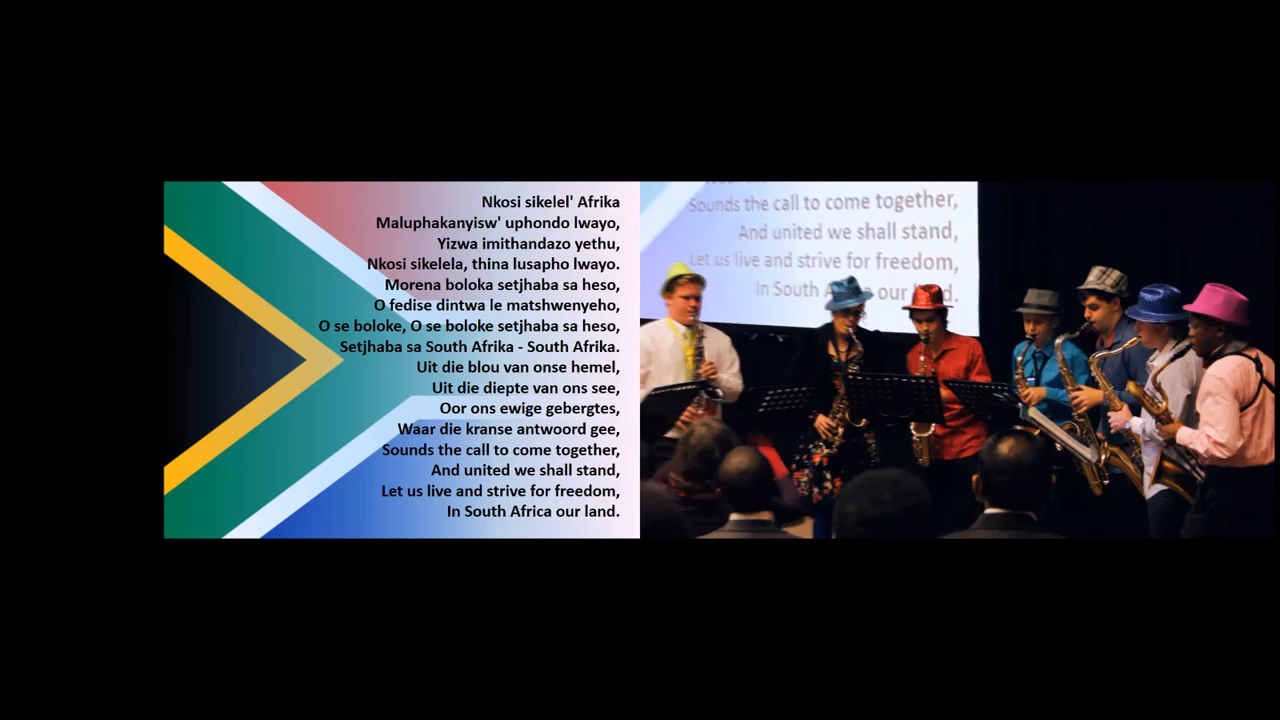 Nkosi sikelel' Afrika
Maluphakanyisw' uphondo lwayo,
Yizwa imithandazo yethu,
Nkosi sikelela, thina lusapho lwayo.
Morena boloka setjhaba sa heso,
O fedise dintwa le matshwenyeho,
O se boloke, O se boloke setjhaba sa heso,
Setjhaba sa South Afrika - South Afrika.
Uit die blou van onse hemel,
Uit die diepte van ons see,
Oor ons ewige gebergtes,
Waar die kranse antwoord gee,
Sounds the call to come together,
And united we shall stand,
Let us live and strive for freedom,
In South Africa our land.
Sounds the call to come together,
And united we shall stand,
Let us live and strive for freedom,
In South our